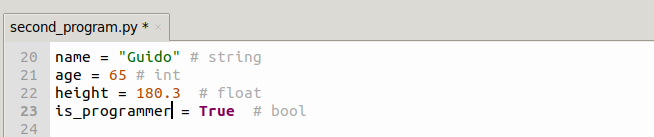 second_program.py * ×
20 name = "Guido" # string
21 age = 65 # int
22 height = 180.3  # float
23 is_programmer = True  # bool
24